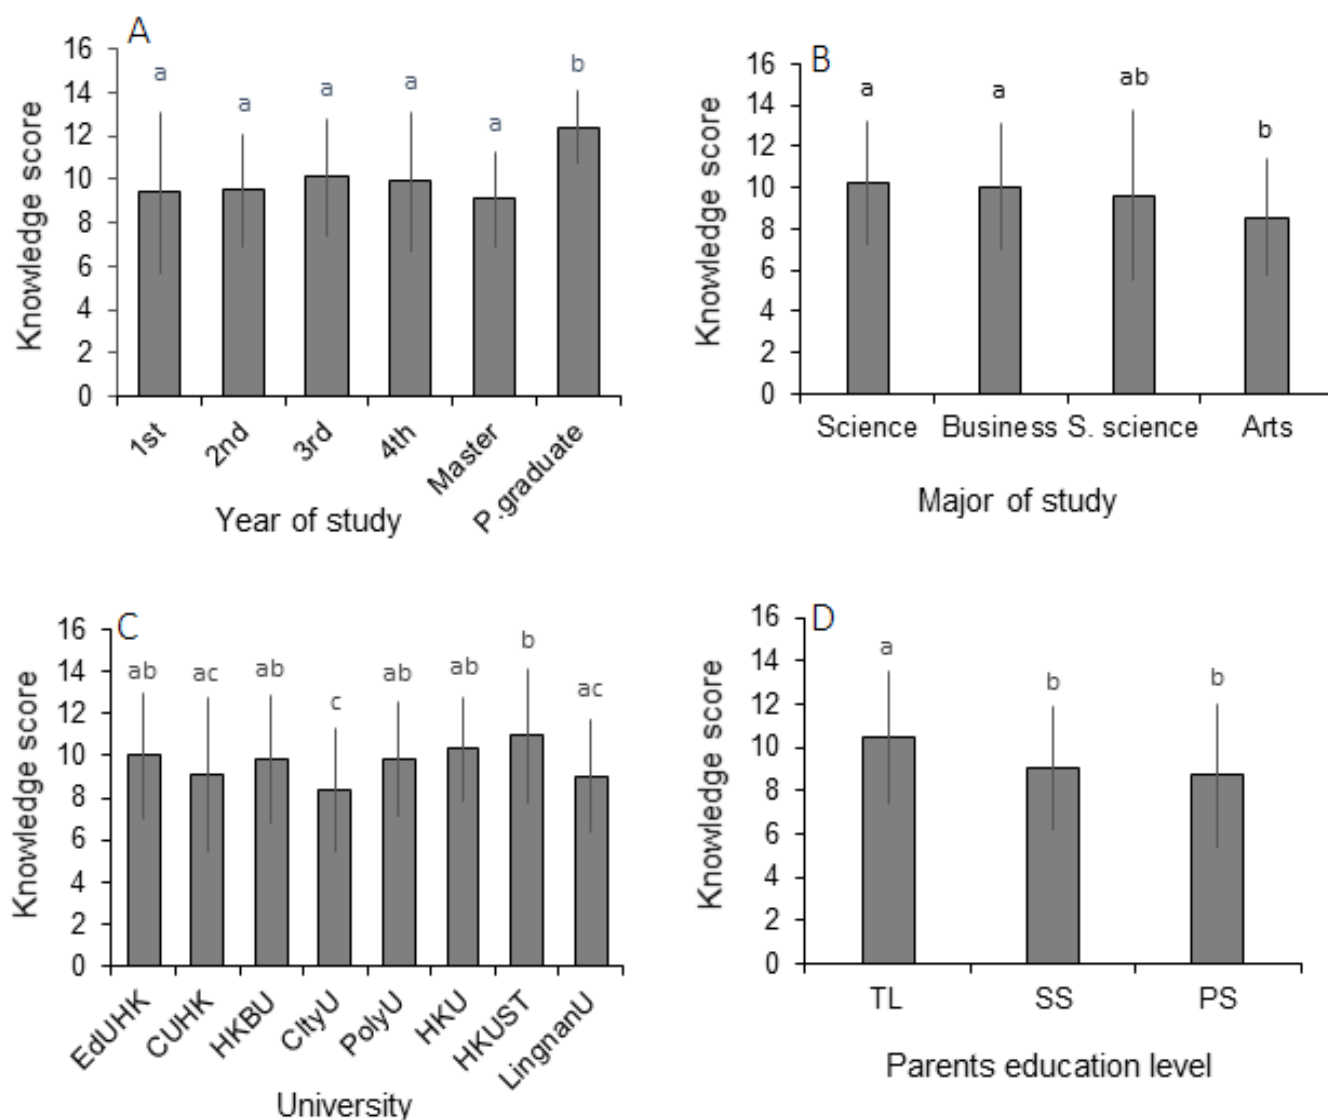 A
Knowledge score
16
14
12
10
8
6
4
2
0
a
a
a
a
a
b
1st
2nd
3rd
4th
Master
P.graduate
Year of study
B
Knowledge score
16
14
12
10
8
6
4
2
0
a
a
ab
b
Science
Business
S. science
Arts
Major of study
C
Knowledge score
16
14
12
10
8
6
4
2
0
ab
ac
ab
c
ab
ab
b
ac
EdUHK
CUHK
HKBU
CItyU
PolyU
HKU
HKUST
LingnanU
University
D
Knowledge score
16
14
12
10
8
6
4
2
0
a
b
b
TL
SS
PS
Parents education level